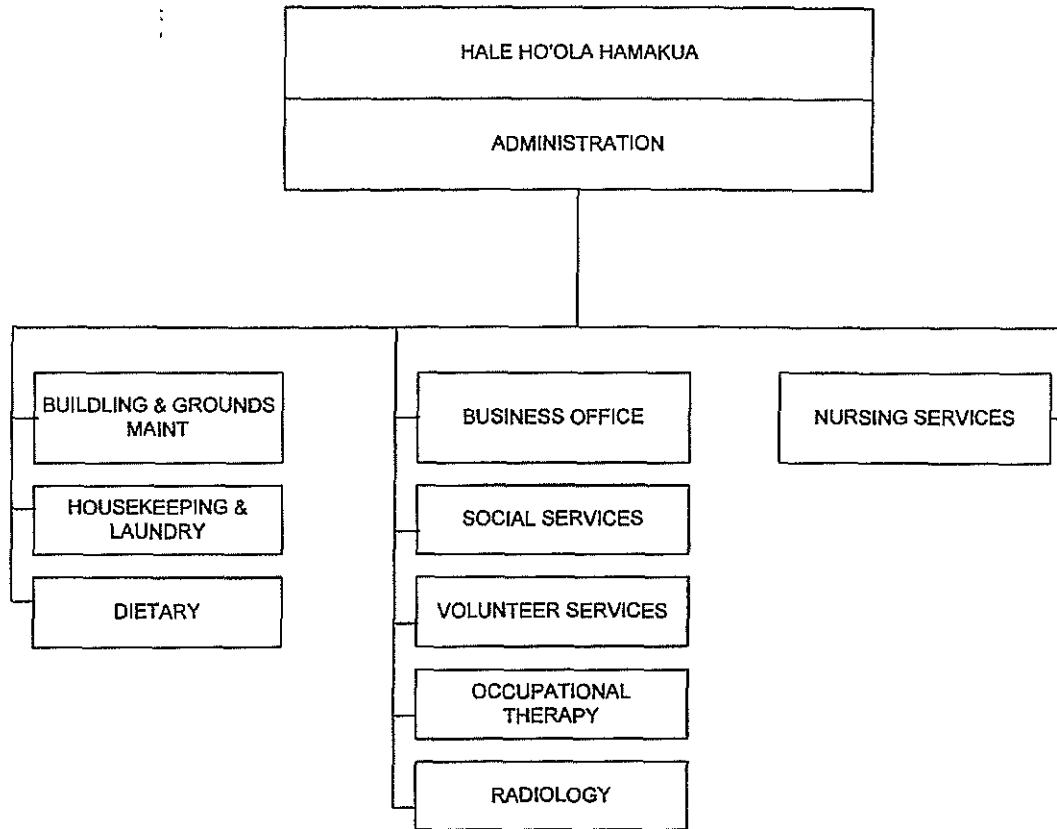 HALE HO'OLA HAMAKUA
ADMINISTRATION
BUILDLING & GROUNDS
MAINT
HOUSEKEEPING &
LAUNDRY
DIETARY
BUSINESS OFFICE
SOCIAL SERVICES
VOLUNTEER SERVICES
OCCUPATIONAL
THERAPY
RADIOLOGY
NURSING SERVICES